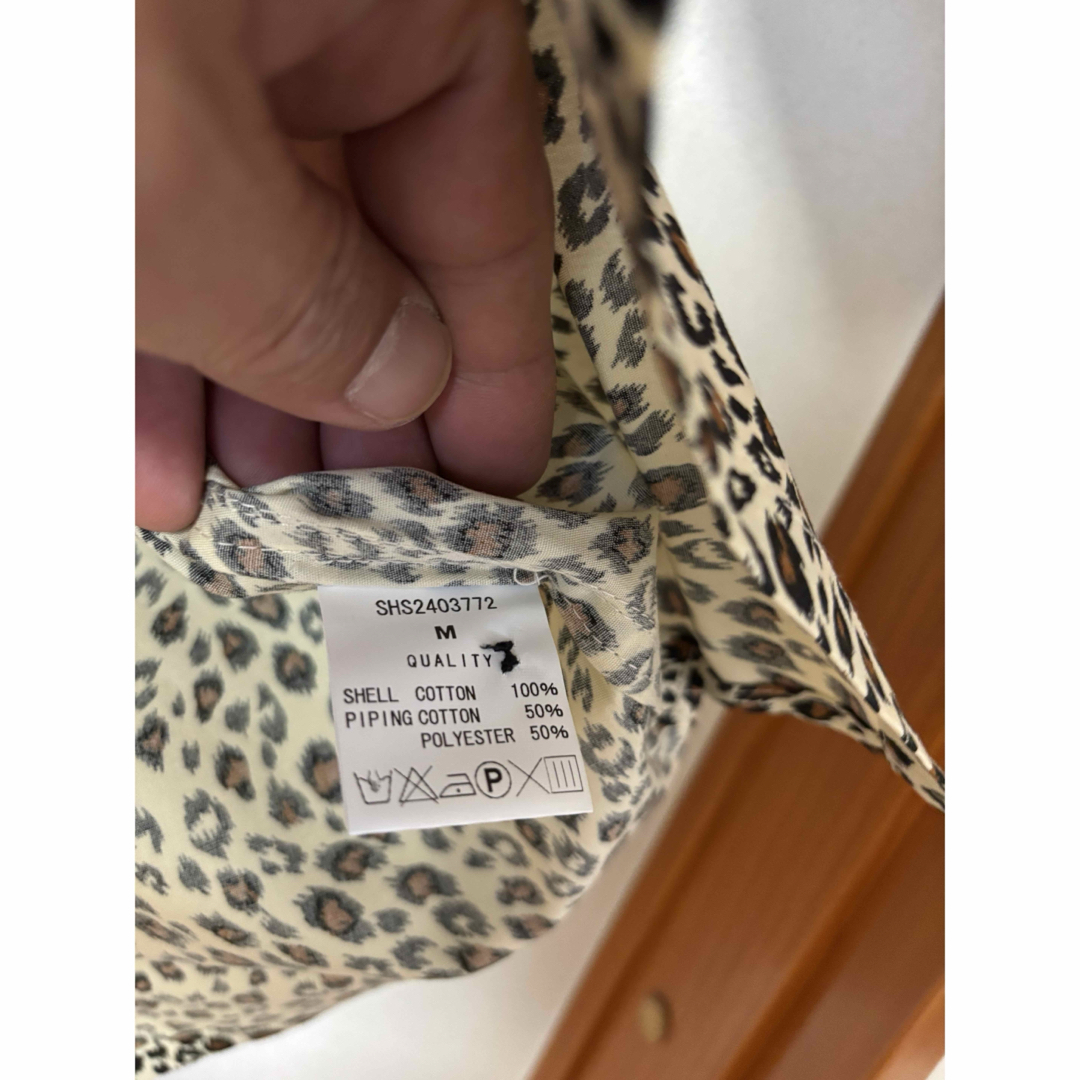 SHS2403772
M
QUALITY
SHELL COTTON 100%
PIPING COTTON 50%
POLYESTER 50%
P